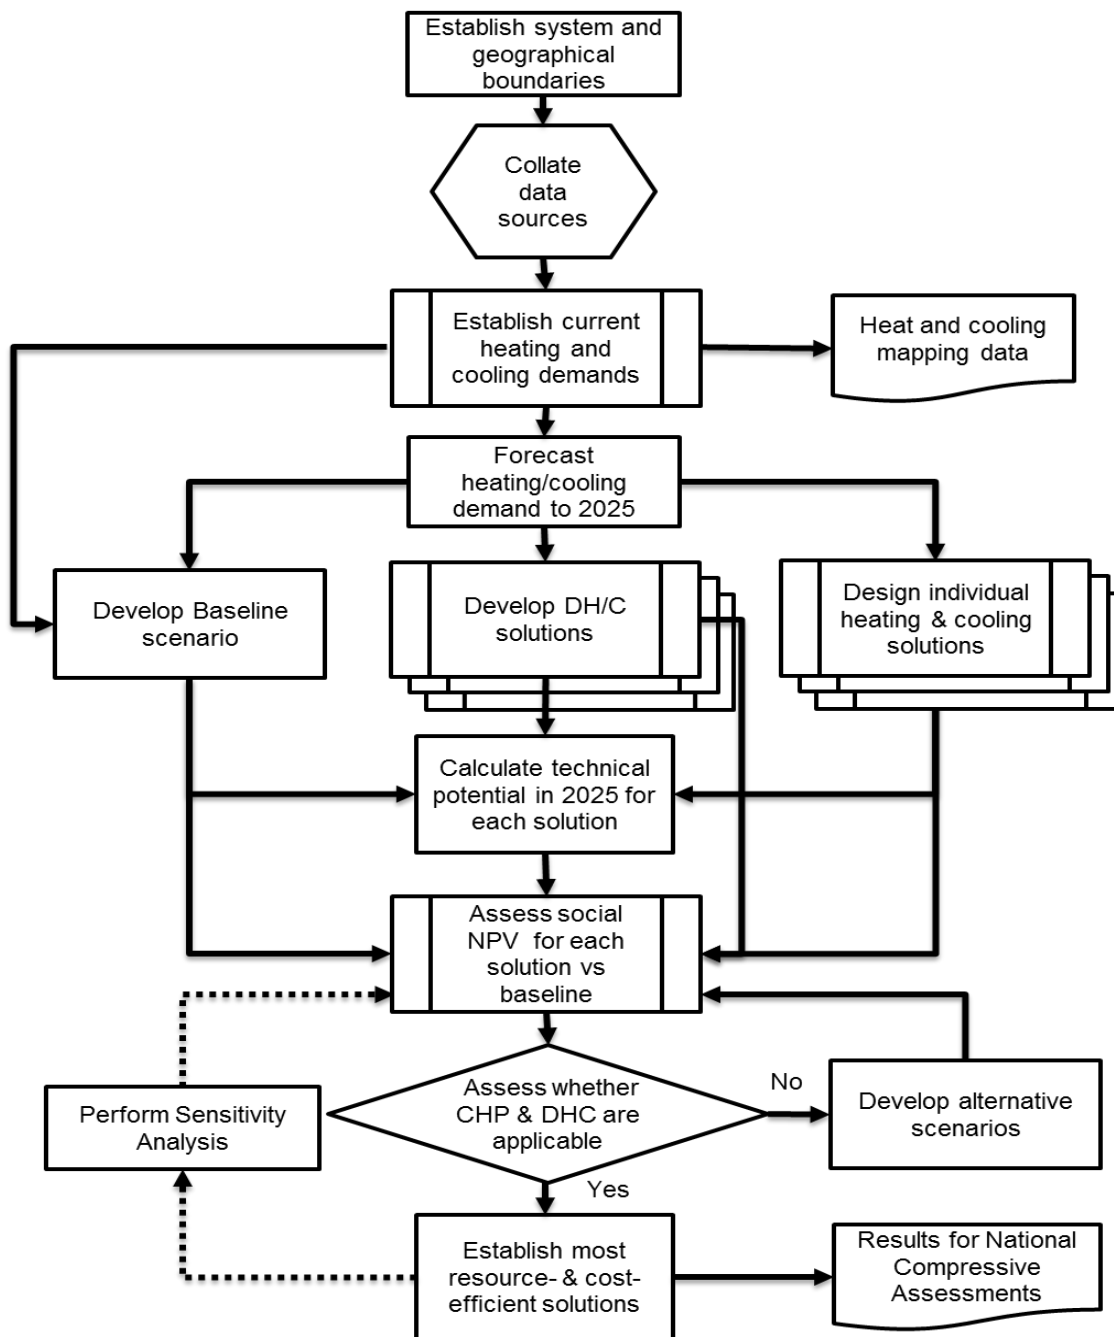 Establish system and
geographical
boundaries
Collate
data
sources
Establish current
heating and
cooling demands
Heat and cooling
mapping data
Forecast
heating/cooling
demand to 2025
Develop Baseline
scenario
Develop DH/C
solutions
Design individual
heating & cooling
solutions
Calculate technical
potential in 2025 for
each solution
Assess social
NPV for each
solution vs
baseline
Perform Sensitivity
Analysis
Assess whether
CHP & DHC are
applicable
No
Develop alternative
scenarios
Yes
Establish most
resource- & cost-
efficient solutions
Results for National
Compressive
Assessments